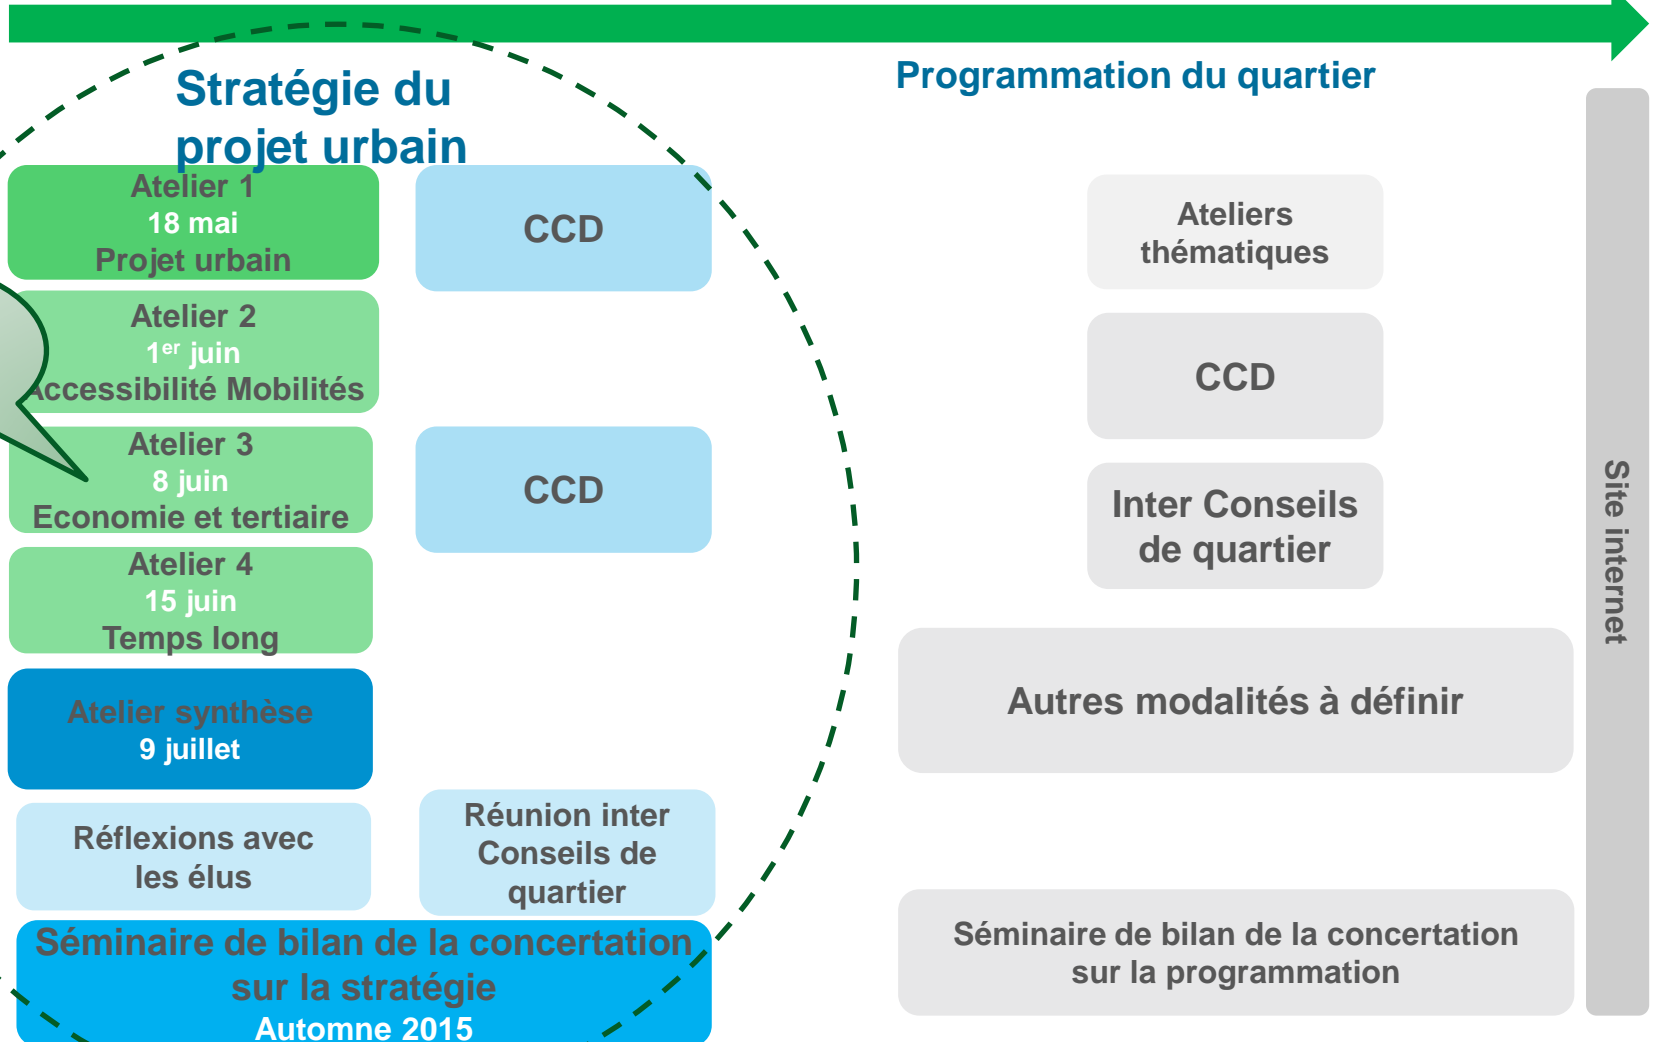 Stratégie du
projet urbain
Atelier 1
18 mai
Projet urbain
CCD
Atelier 2
1er juin
Accessibilité Mobilités
Atelier 3
8 juin
Economie et tertiaire
CCD
Atelier 4
15 juin
Temps long
Atelier synthèse
9 juillet
Réflexions avec
les élus
Réunion inter
Conseils de
quartier
Séminaire de bilan de la concertation
sur la stratégie
Automne 2015
Programmation du quartier
Ateliers
thématiques
CCD
Inter Conseils
de quartier
Autres modalités à définir
Séminaire de bilan de la concertation
sur la programmation
Site internet